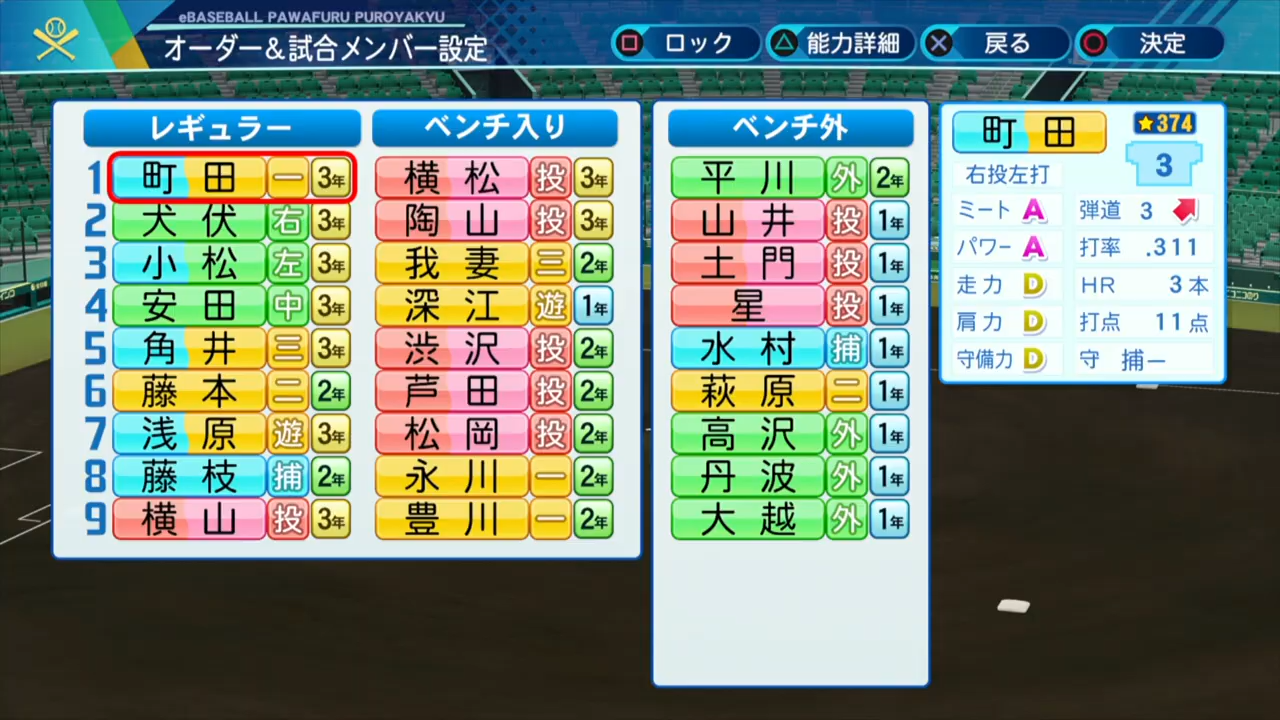 eBASEBALL PAWAFURU PUROYAKYU
オーダー&試合メンバー設定
ロック 能力詳細 戻る 決定
レギュラー
1 町田 一 3年
2 犬伏 右 3年
3 小松 左 3年
4 安田 中 3年
5 角井 三 3年
6 藤本 二 2年
7 浅原 遊 3年
8 藤枝 捕 2年
9 横山 投 3年
ベンチ入り
横松 投 3年
陶山 投 3年
我妻 三 2年
深江 遊 1年
渋沢 投 2年
芦田 投 2年
松岡 投 2年
永川 一 2年
豊川 一 2年
ベンチ外
平川 外 2年
山井 投 1年
土門 投 1年
星 投 1年
水村 捕 1年
萩原 二 1年
高沢 外 1年
丹波 外 1年
大越 外 1年
町田 ★374
右投左打 3
ミート A 弾道 3
パワー A 打率 .311
走力 D HR 3本
肩力 D 打点 11点
守備力 D 守 捕一